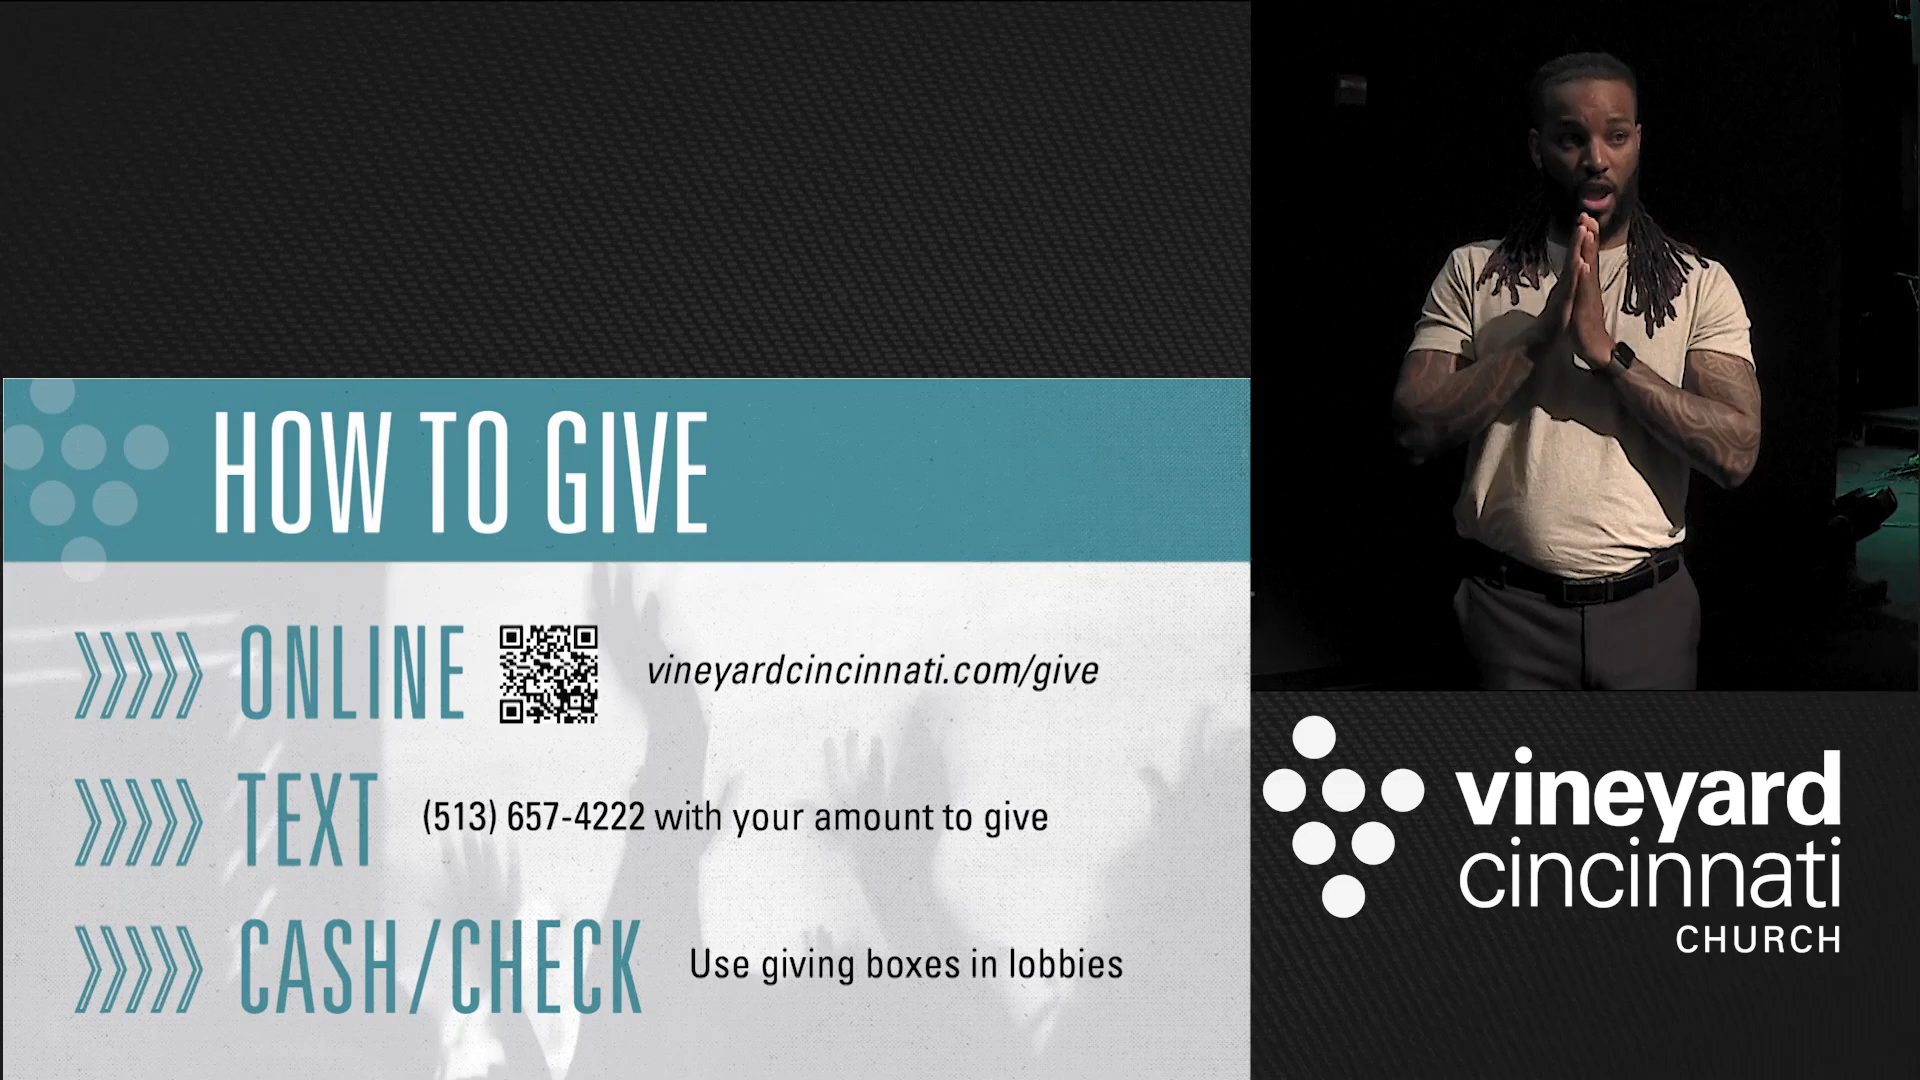 HOW TO GIVE
ONLINE vineyardcincinnati.com/give
TEXT (513) 657-4222 with your amount to give
CASH/CHECK Use giving boxes in lobbies
vineyard
cincinnati
CHURCH